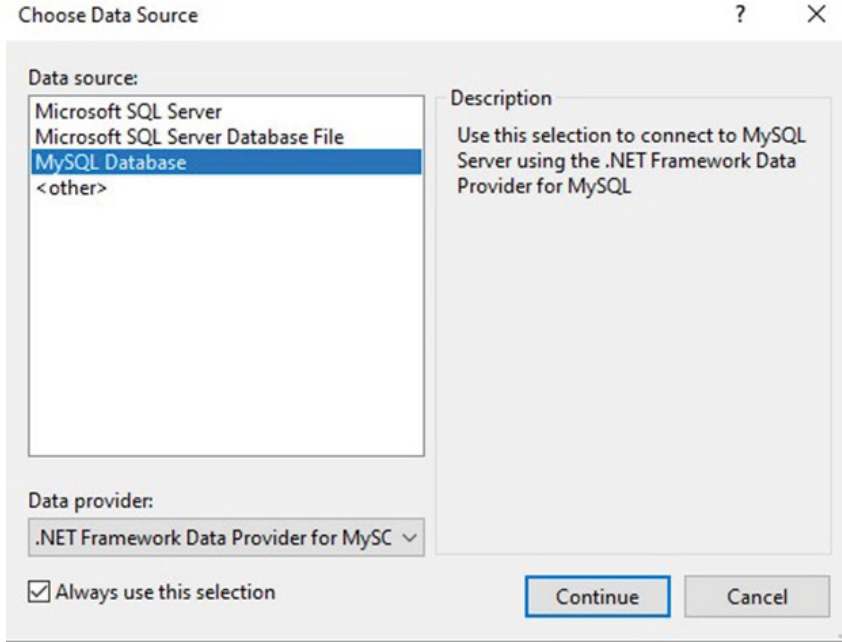 Choose Data Source
?
Data source:
Microsoft SQL Server
Microsoft SQL Server Database File
MySQL Database
<other>
Description
Use this selection to connect to MySQL
Server using the .NET Framework Data
Provider for MySQL
Data provider:
.NET Framework Data Provider for MySC
Always use this selection
Continue
Cancel